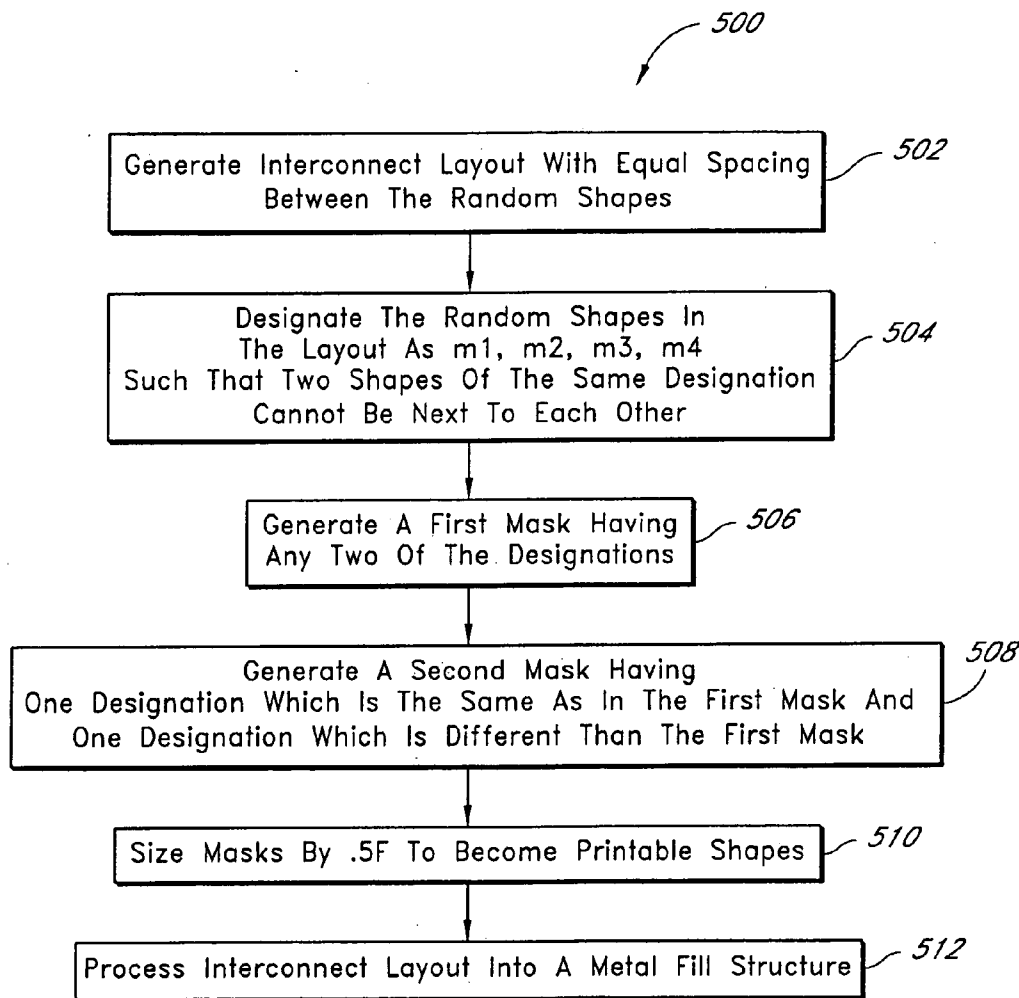 500
Generate Interconnect Layout With Equal Spacing
Between The Random Shapes
502
Designate The Random Shapes In
The Layout As m1, m2, m3, m4
Such That Two Shapes Of The Same Designation
Cannot Be Next To Each Other
504
Generate A First Mask Having
Any Two Of The Designations
506
Generate A Second Mask Having
One Designation Which Is The Same As In The First Mask And
One Designation Which Is Different Than The First Mask
508
Size Masks By .5F To Become Printable Shapes
510
Process Interconnect Layout Into A Metal Fill Structure
512